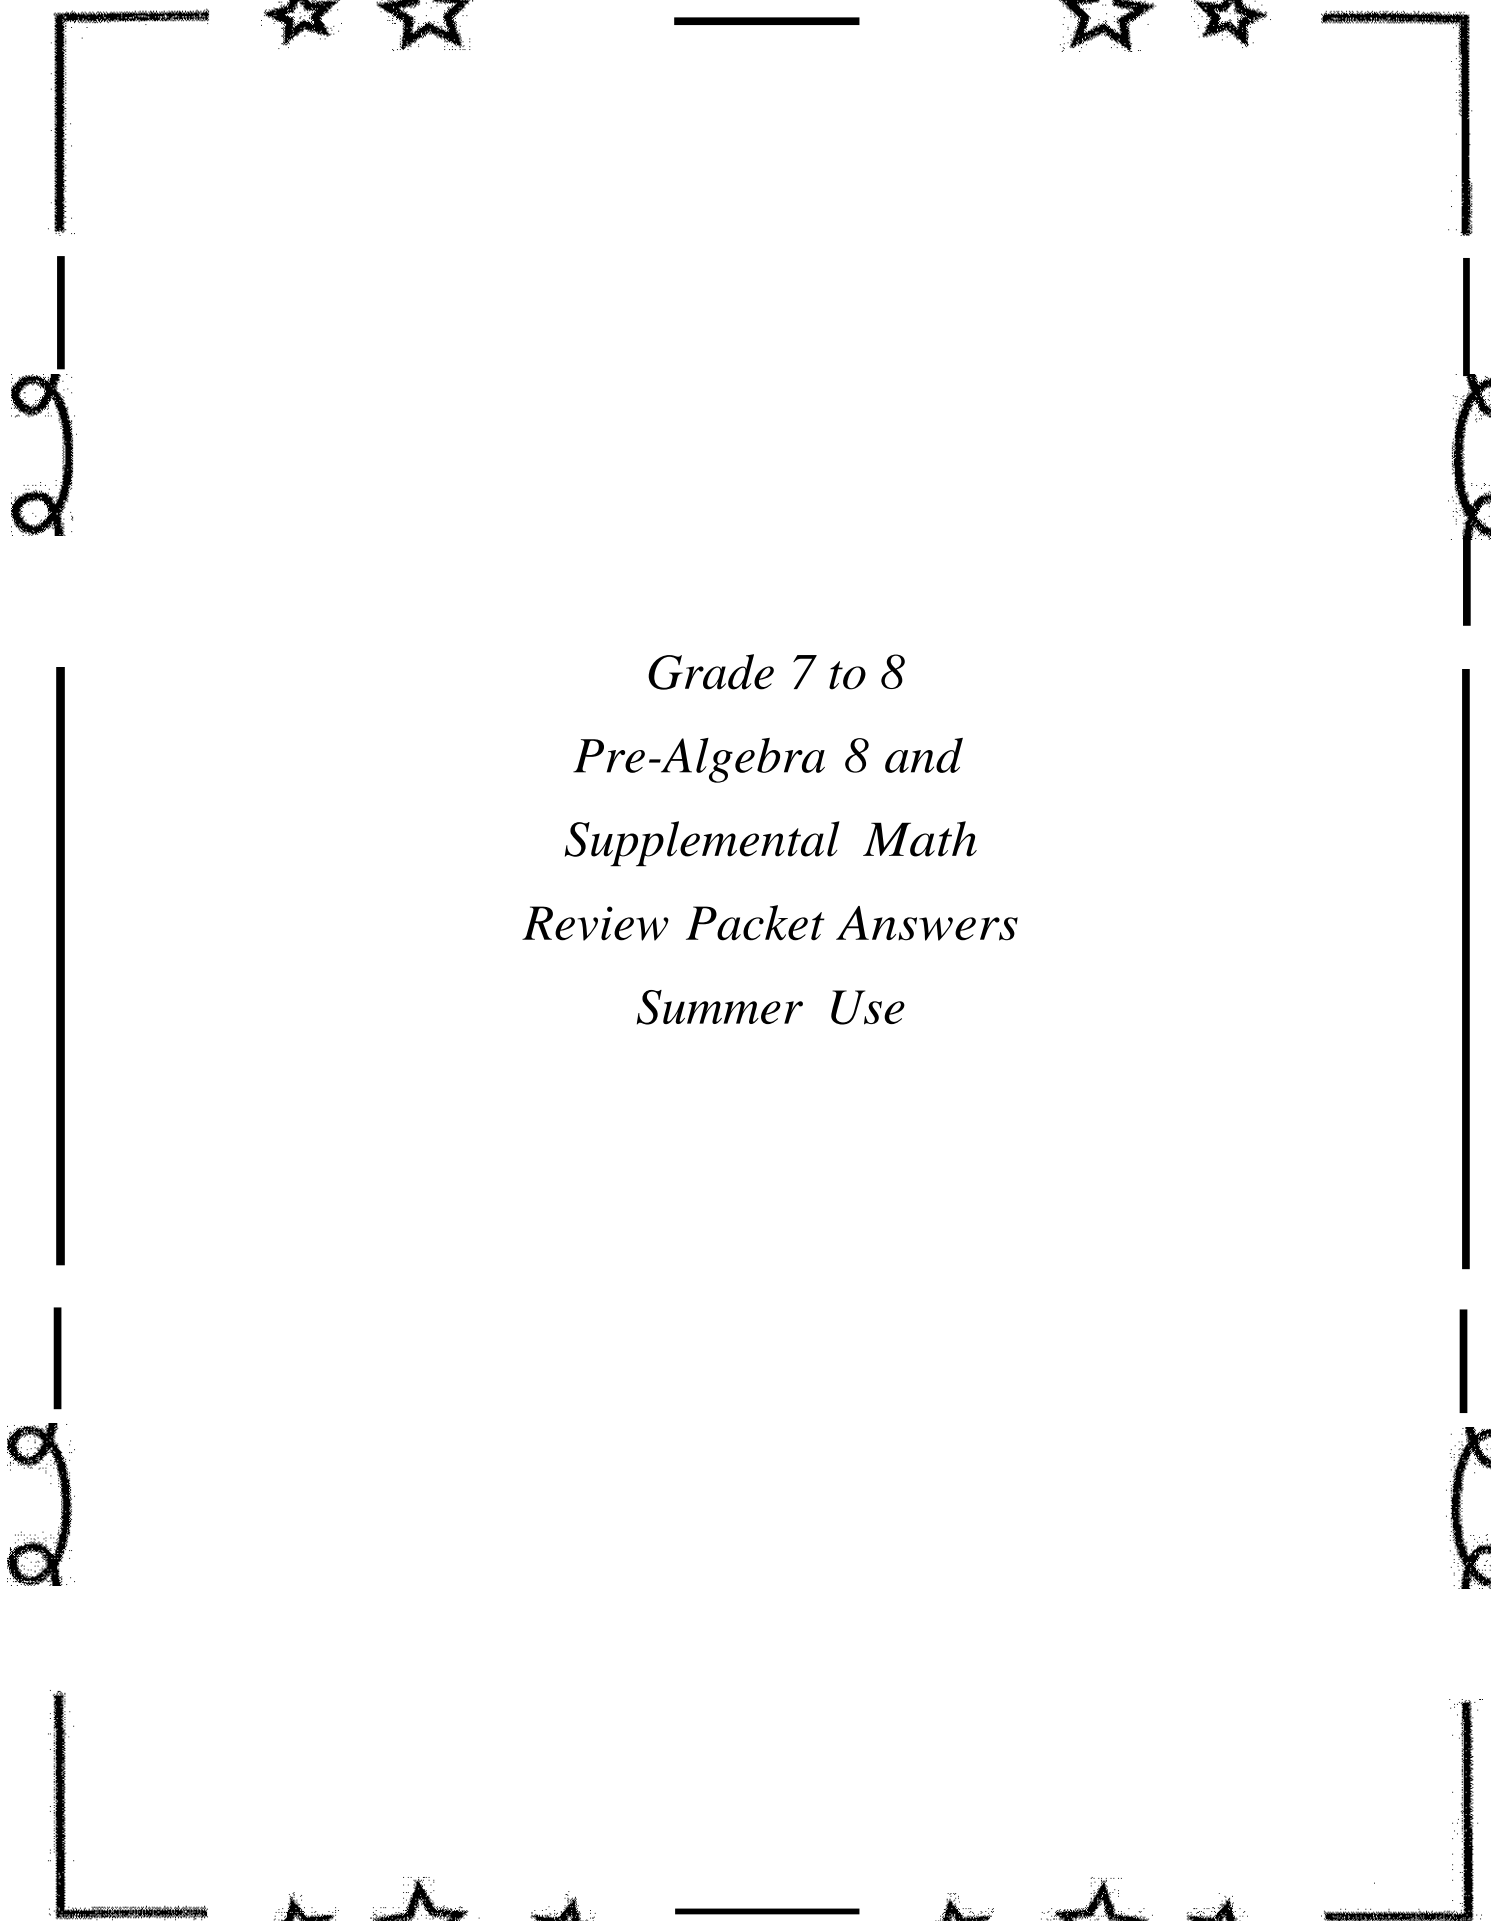 Grade 7 to 8
Pre-Algebra 8 and
Supplemental Math
Review Packet Answers
Summer Use